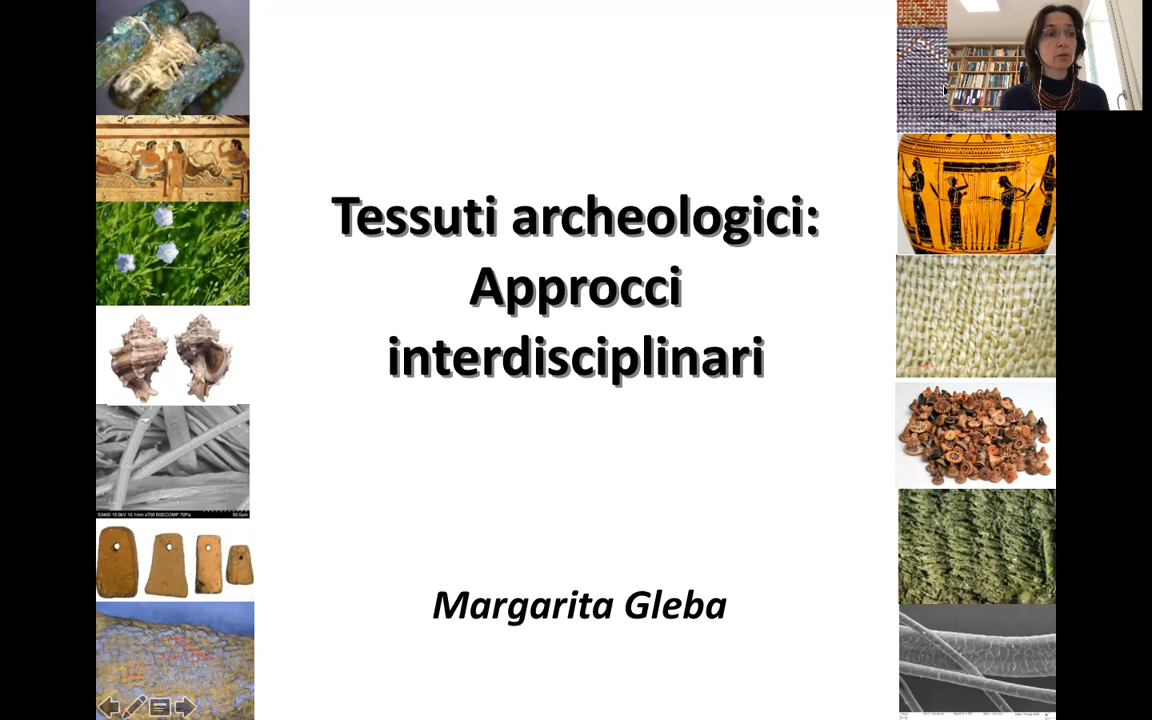 Tessuti archeologici:
Approcci
interdisciplinari
Margarita Gleba